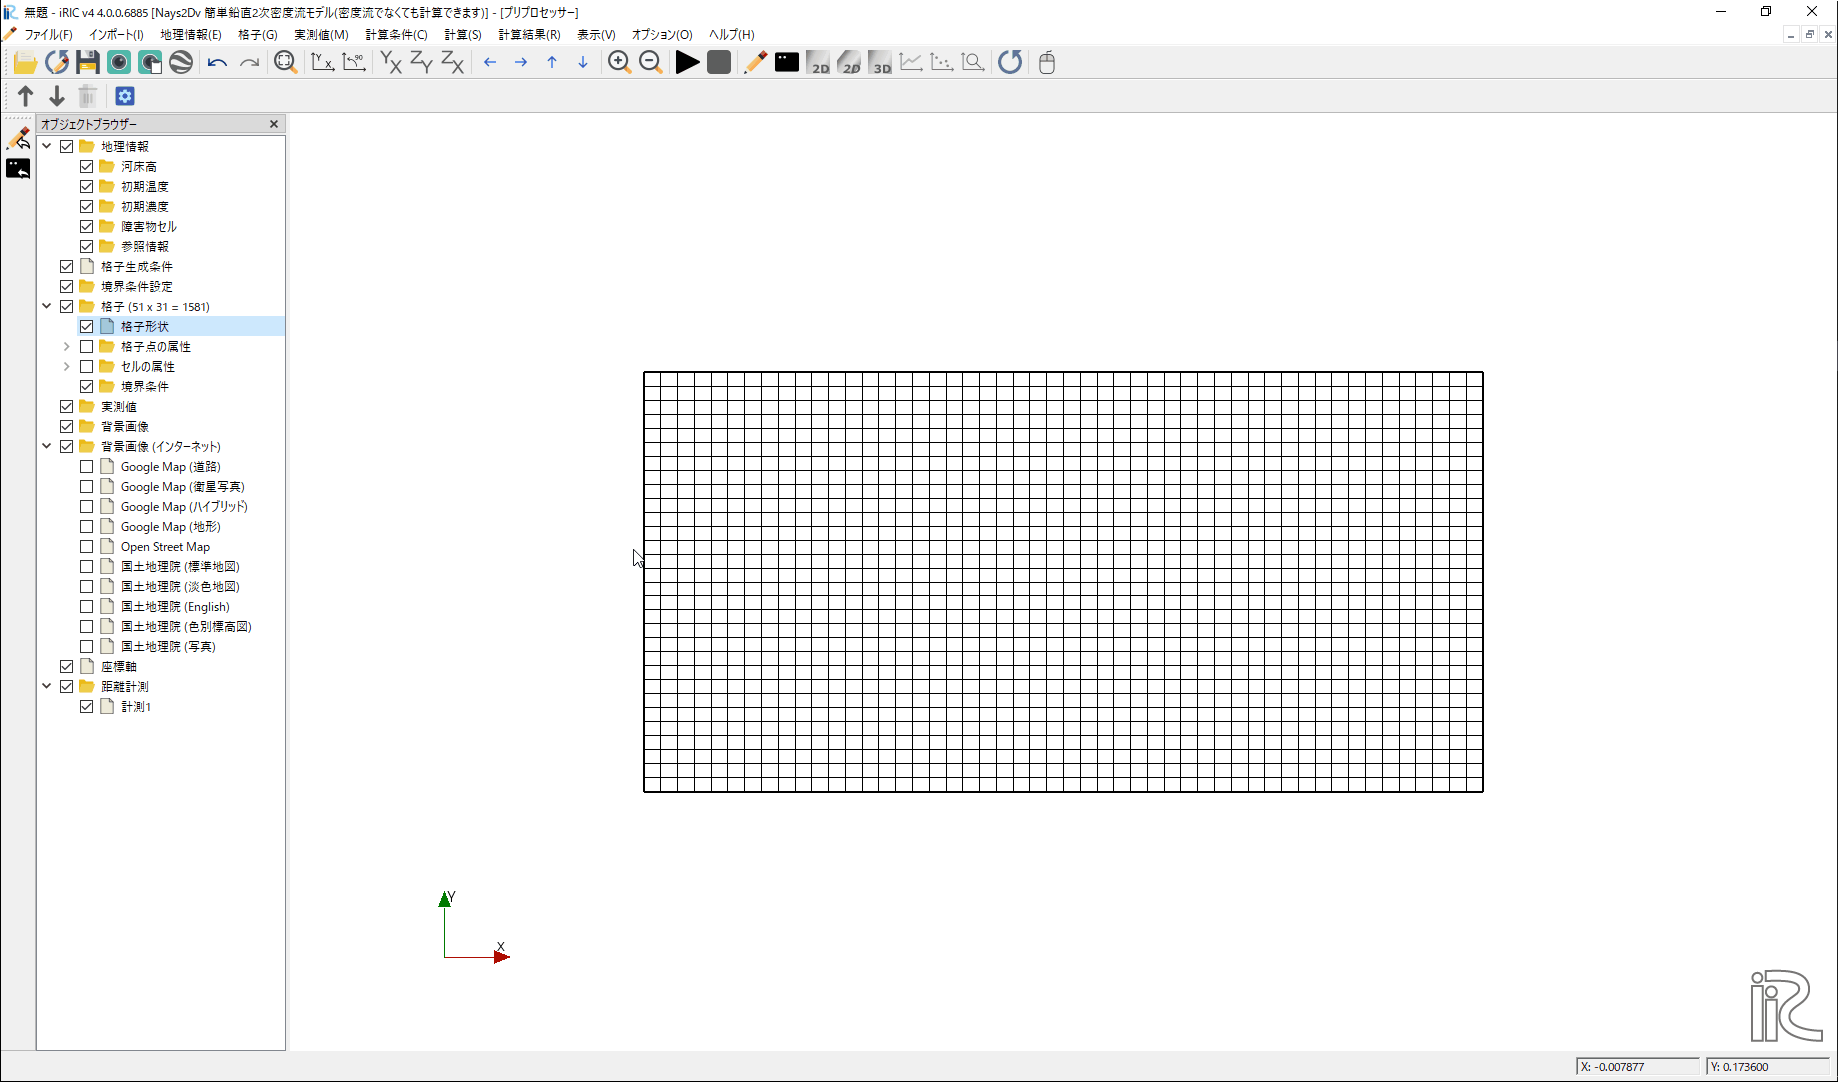 無題 - iRIC v4 4.0.0.6885 [Nays2Dv 簡単鉛直2次密度流モデル(密度流でなくても計算できます)] - [プリプロセッサー]
ファイル(F) インポート(I) 地理情報(E) 格子(G) 実測値(M) 計算条件(C) 計算(S) 計算結果(R) 表示(V) オプション(O) ヘルプ(H)
Yx 90 YX ZY ZX 2D 2D 3D
オブジェクトブラウザー
地理情報
河床高
初期温度
初期濃度
障害物セル
参照情報
格子生成条件
境界条件設定
格子 (51 x 31 = 1581)
格子形状
格子点の属性
セルの属性
境界条件
実測値
背景画像
背景画像 (インターネット)
Google Map (道路)
Google Map (衛星写真)
Google Map (ハイブリッド)
Google Map (地形)
Open Street Map
国土地理院 (標準地図)
国土地理院 (淡色地図)
国土地理院 (English)
国土地理院 (色別標高図)
国土地理院 (写真)
座標軸
距離計測
計測1
Y
X
iRiC
X: -0.007877 Y: 0.173600